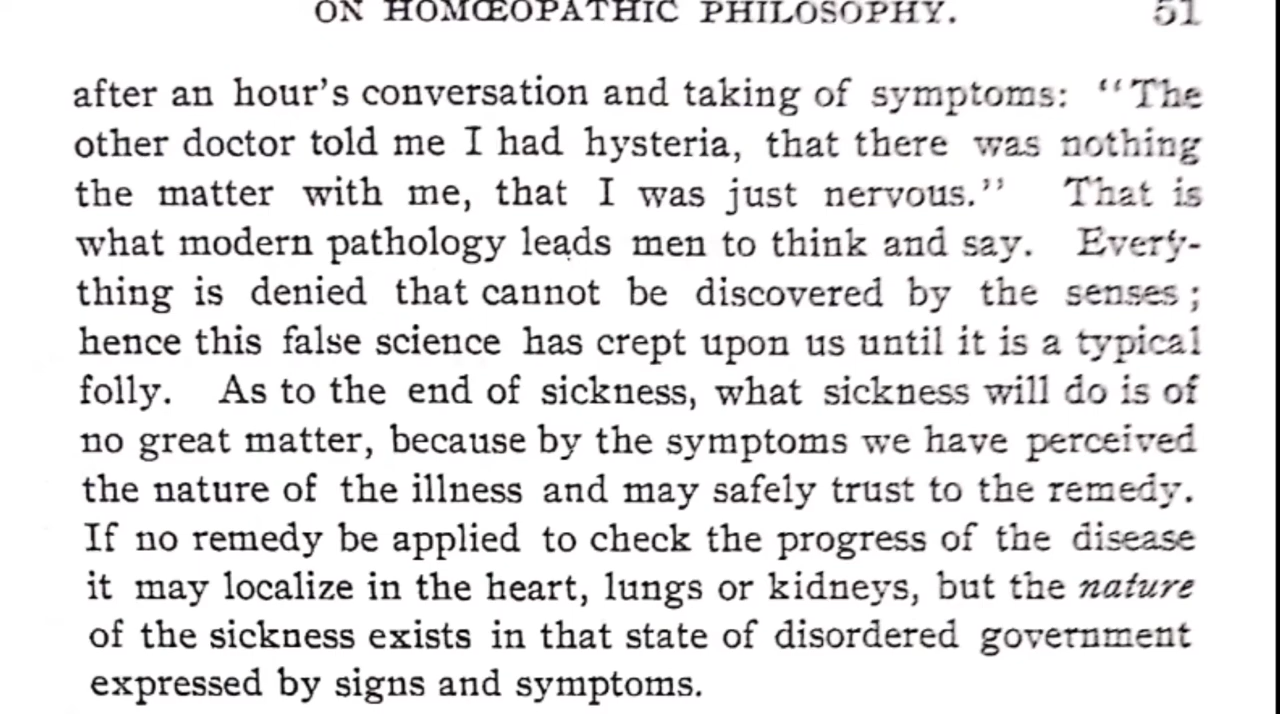 ON HOMŒOPATHIC PHILOSOPHY. 51
after an hour's conversation and taking of symptoms: "The
other doctor told me I had hysteria, that there was nothing
the matter with me, that I was just nervous." That is
what modern pathology leads men to think and say. Every-
thing is denied that cannot be discovered by the senses;
hence this false science has crept upon us until it is a typical
folly. As to the end of sickness, what sickness will do is of
no great matter, because by the symptoms we have perceived
the nature of the illness and may safely trust to the remedy.
If no remedy be applied to check the progress of the disease
it may localize in the heart, lungs or kidneys, but the nature
of the sickness exists in that state of disordered government
expressed by signs and symptoms.